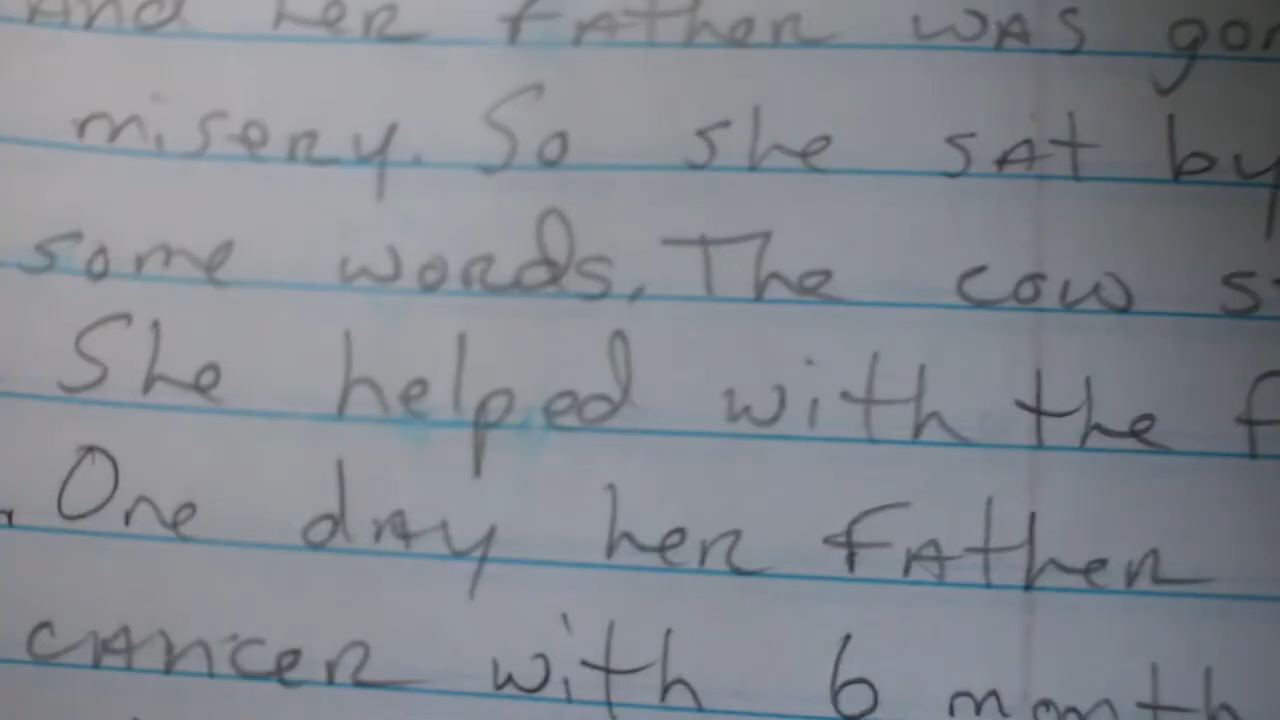 And her father was
misery. So she sat by
some words. The cow
She helped with the
One day her father
cancer with 6 month